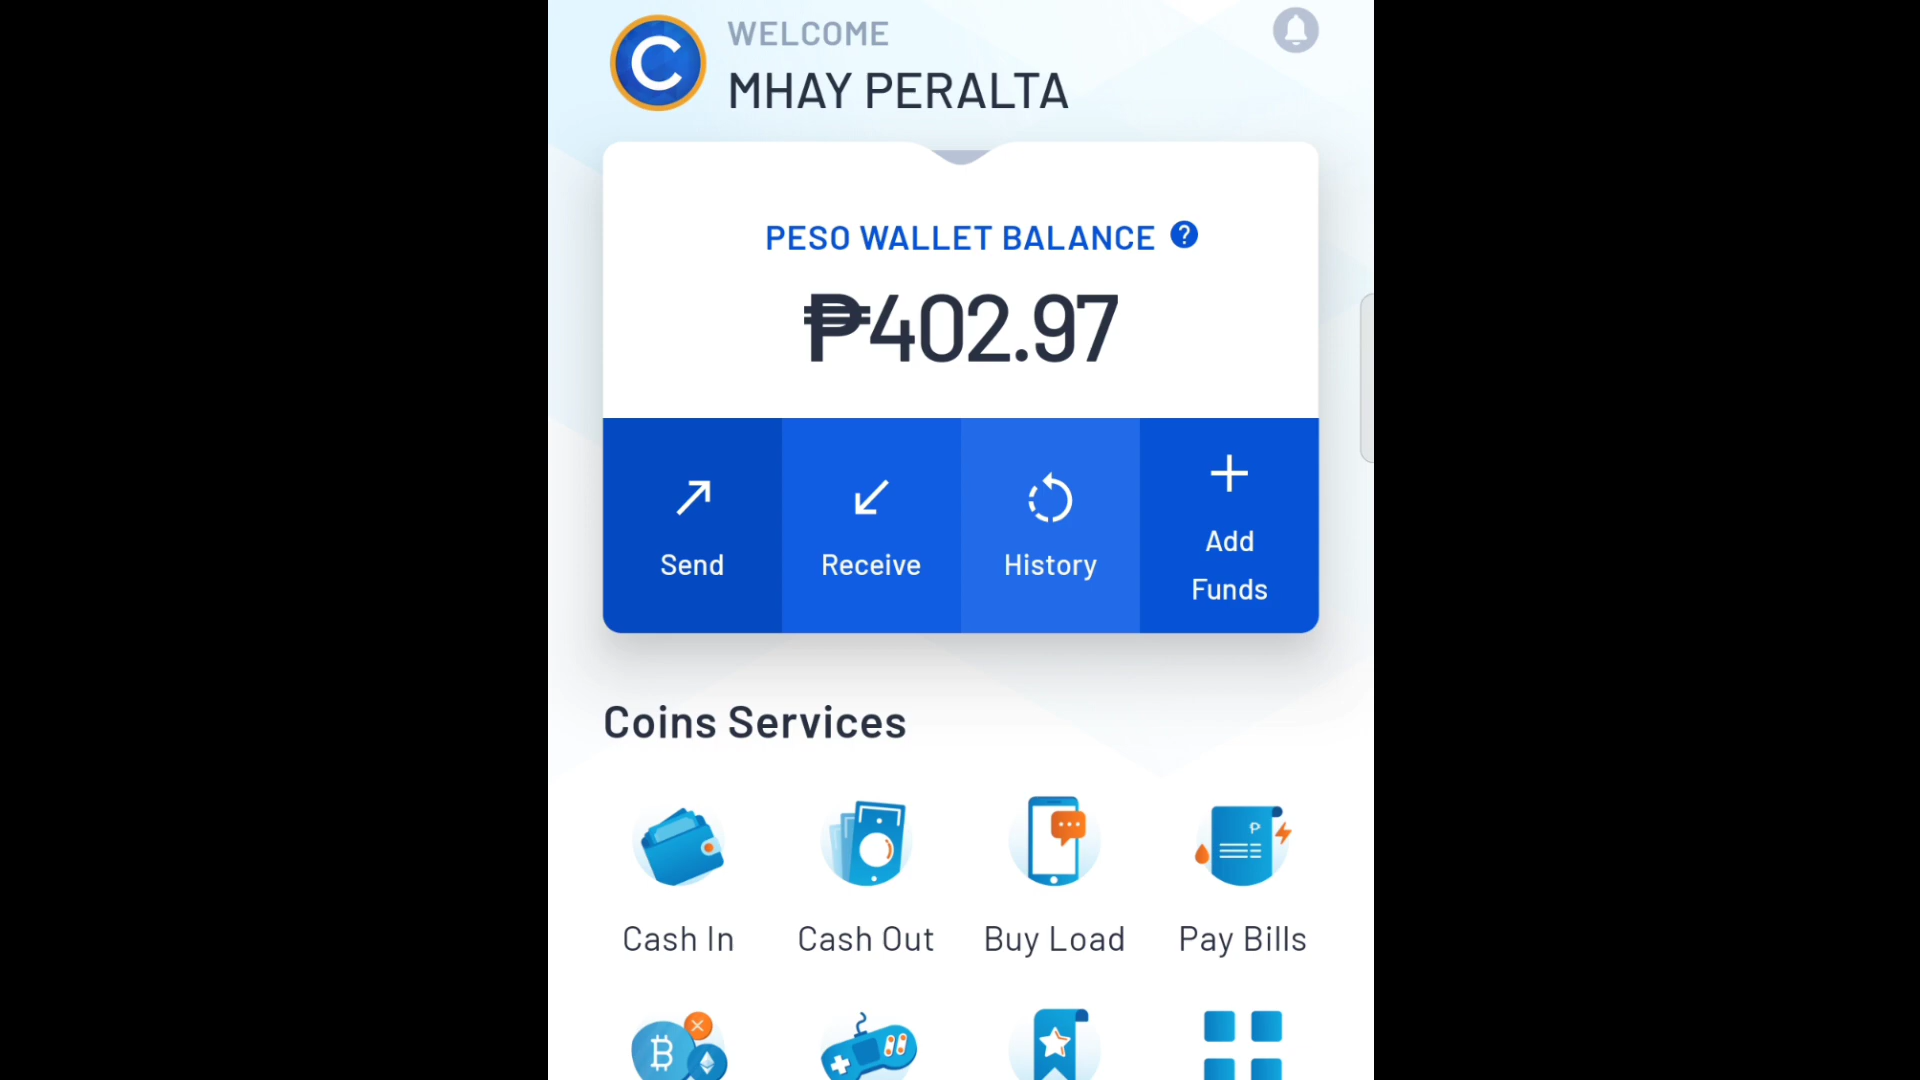 WELCOME
MHAY PERALTA
PESO WALLET BALANCE ?
₱402.97
Send
Receive
History
Add
Funds
Coins Services
Cash In
Cash Out
Buy Load
Pay Bills